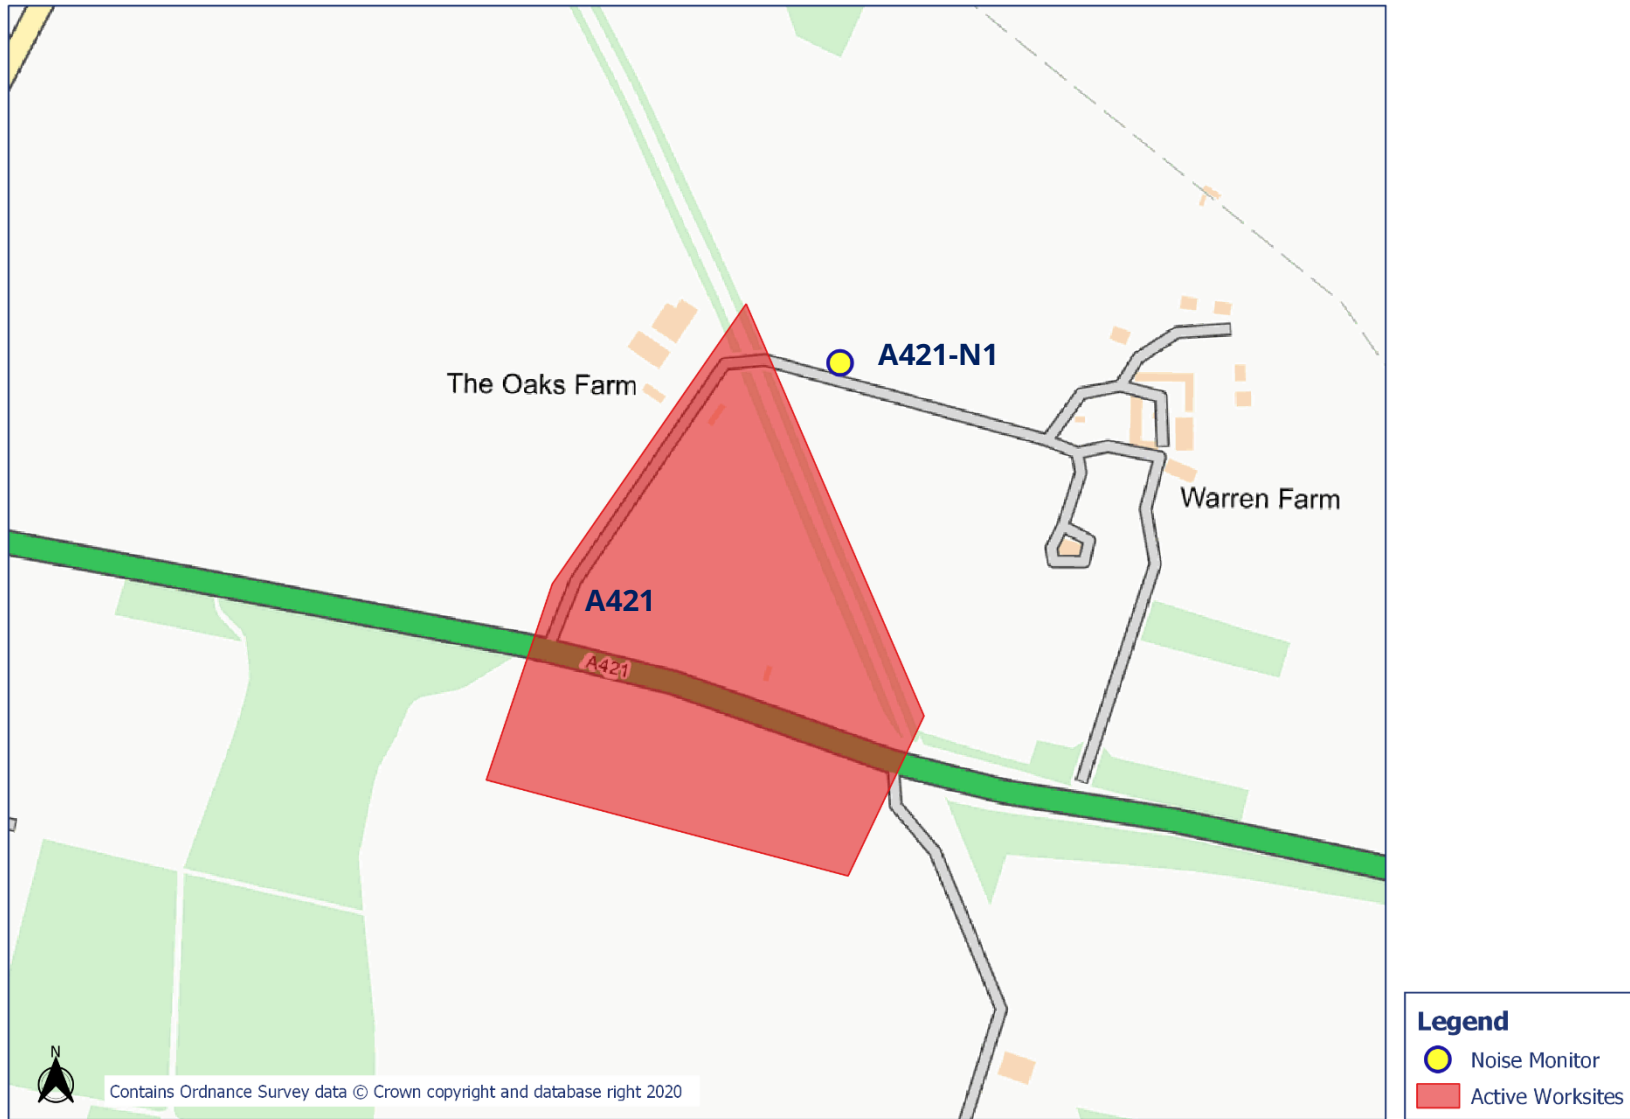 A421-N1
The Oaks Farm
Warren Farm
A421
A421
N
Contains Ordnance Survey data © Crown copyright and database right 2020
Legend
Noise Monitor
Active Worksites